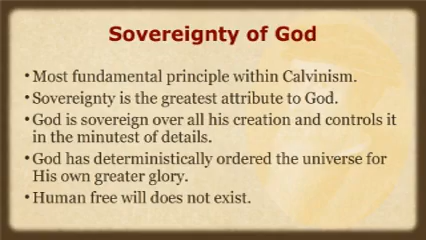 Sovereignty of God
• Most fundamental principle within Calvinism.
• Sovereignty is the greatest attribute to God.
• God is sovereign over all his creation and controls it
in the minutest of details.
• God has deterministically ordered the universe for
His own greater glory.
• Human free will does not exist.